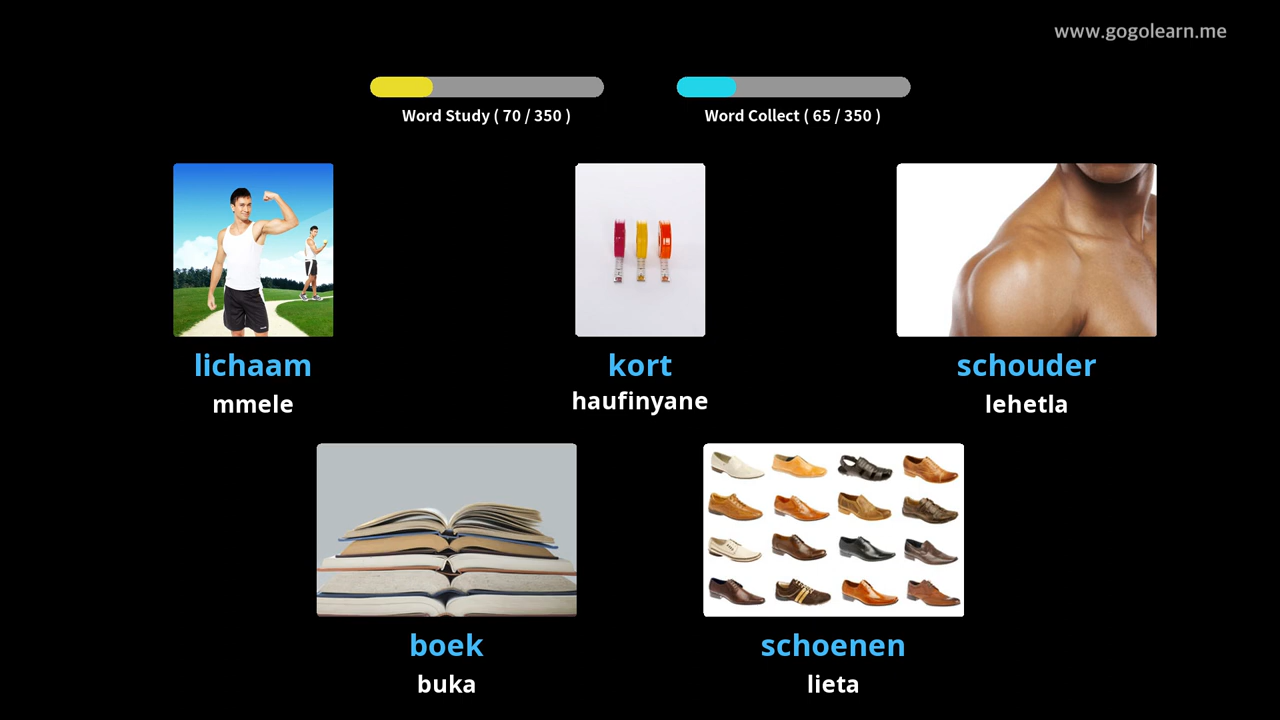 www.gogolearn.me
Word Study ( 70 / 350 )
Word Collect ( 65 / 350 )
lichaam
mmele
kort
haufinyane
schouder
lehetla
boek
buka
schoenen
lieta